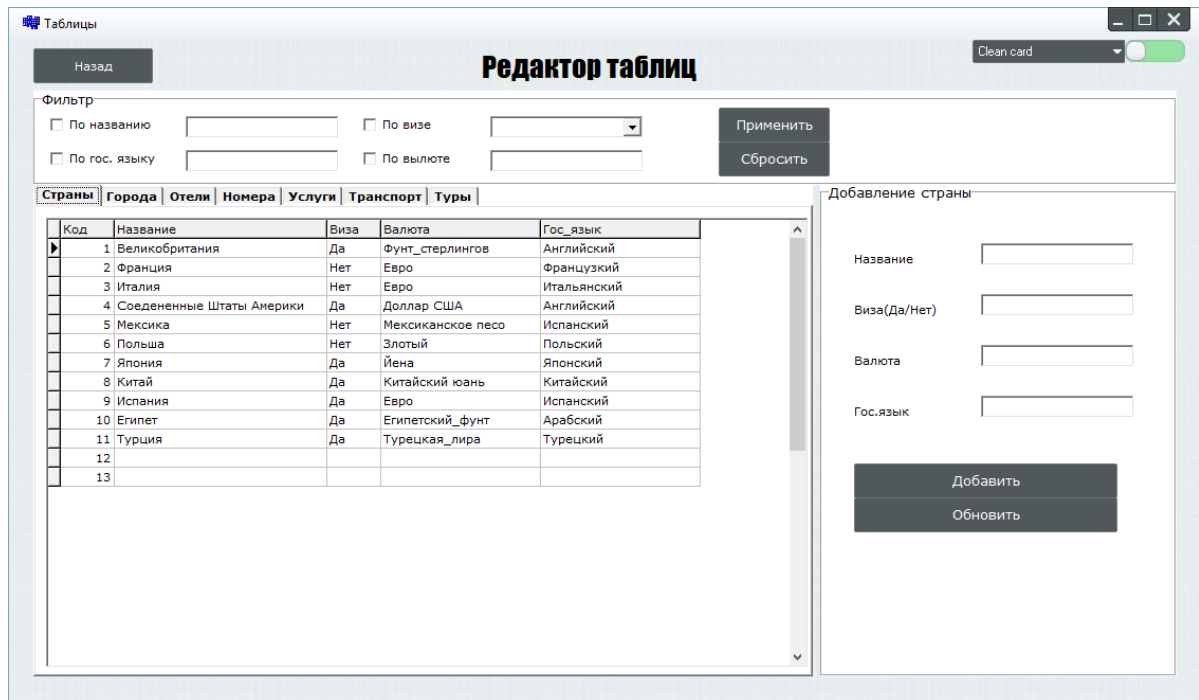 Таблицы
Назад
Редактор таблиц
Clean card
Фильтр
По названию
По визе
Применить
По гос. языку
По вылюте
Сбросить
Страны Города Отели Номера Услуги Транспорт Туры
Добавление страны
Код Название Виза Валюта Гос_язык
1 Великобритания Да Фунт_стерлингов Английский
2 Франция Нет Евро Французкий
3 Италия Нет Евро Итальянский
4 Соедененные Штаты Америки Да Доллар США Английский
5 Мексика Нет Мексиканское песо Испанский
6 Польша Нет Злотый Польский
7 Япония Да Йена Японский
8 Китай Да Китайский юань Китайский
9 Испания Да Евро Испанский
10 Египет Да Египетский_фунт Арабский
11 Турция Да Турецкая_лира Турецкий
12
13
Название
Виза(Да/Нет)
Валюта
Гос.язык
Добавить
Обновить